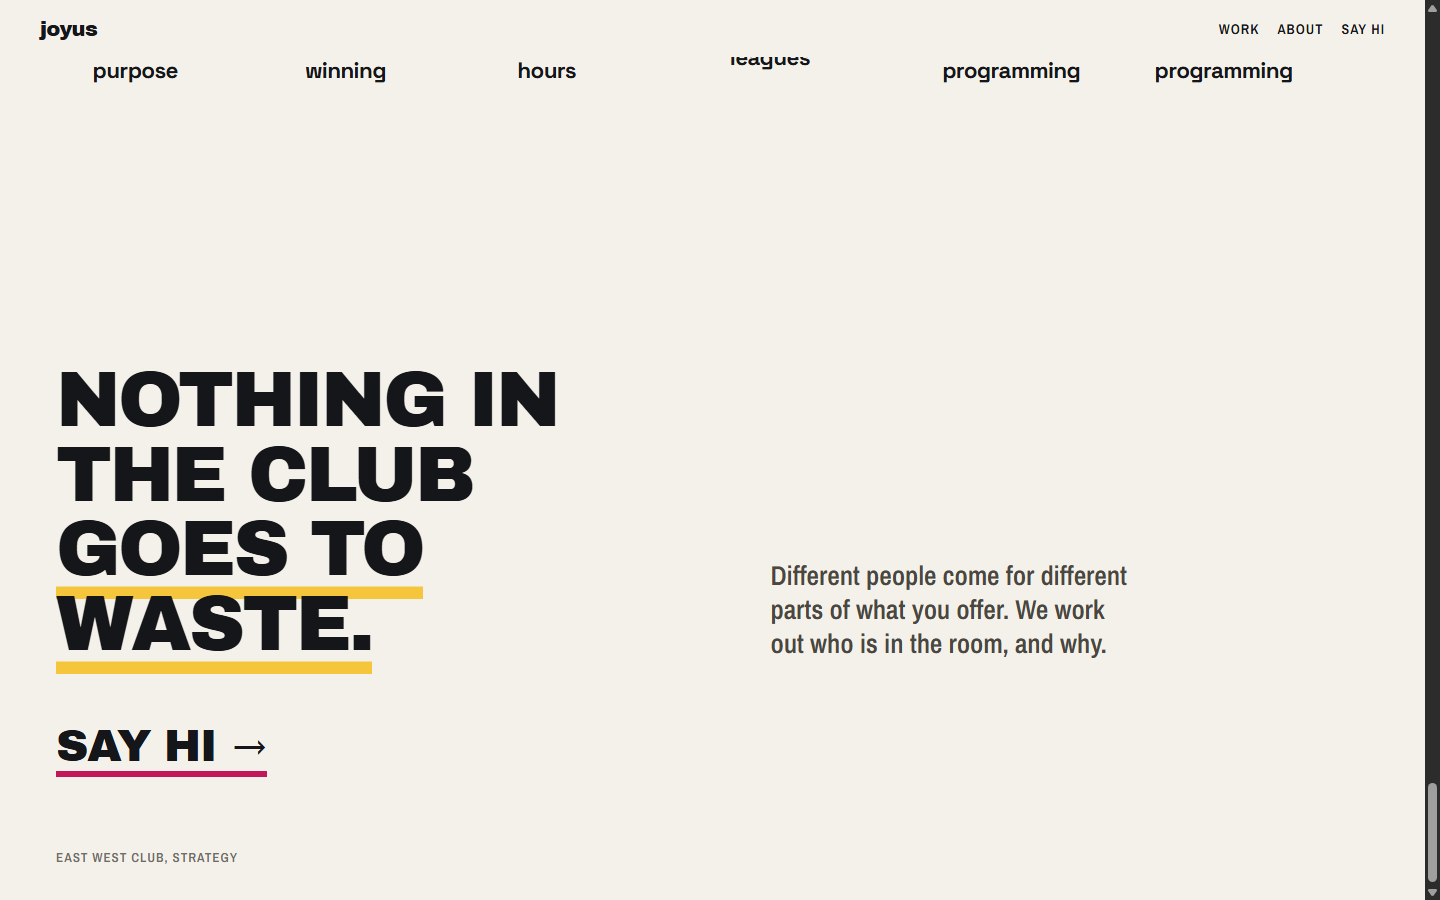 joyus
WORK ABOUT SAY HI
purpose winning hours leagues programming programming
NOTHING IN
THE CLUB
GOES TO
WASTE.
Different people come for different
parts of what you offer. We work
out who is in the room, and why.
SAY HI →
EAST WEST CLUB, STRATEGY